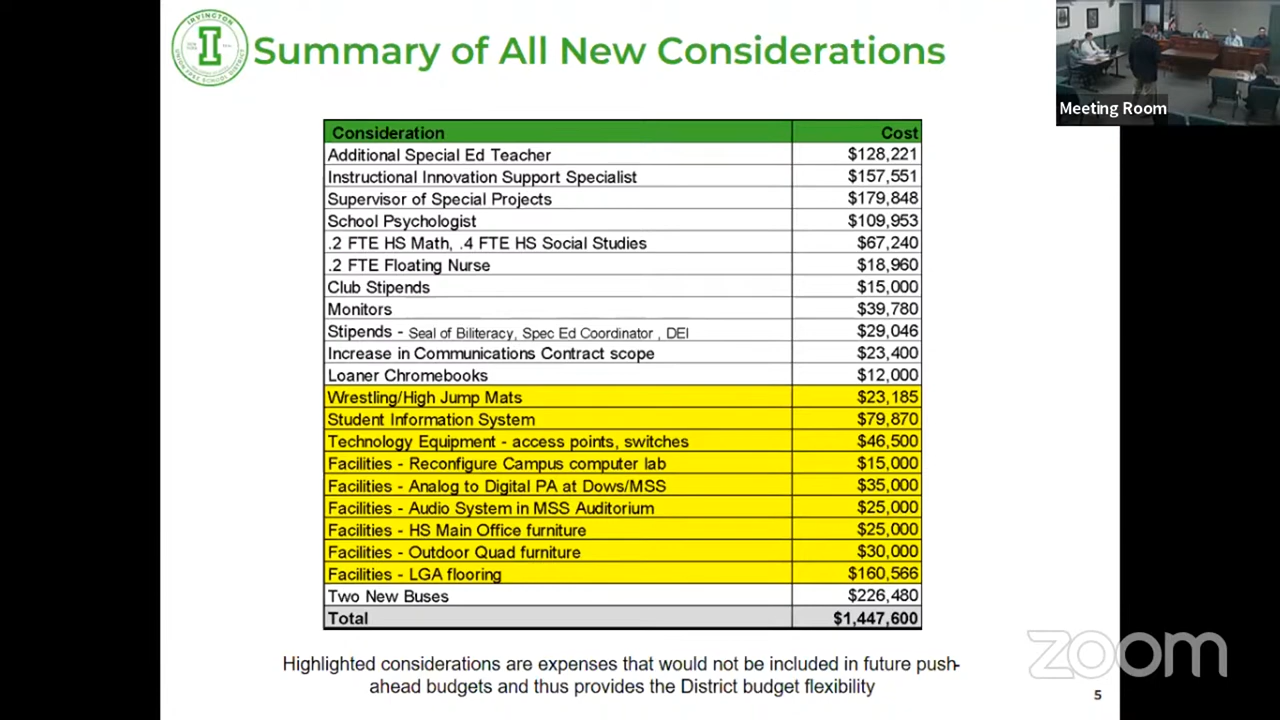 IRVINGTON
UNION FREE SCHOOL DISTRICT
I
Summary of All New Considerations
Meeting Room
Consideration Cost
Additional Special Ed Teacher $128,221
Instructional Innovation Support Specialist $157,551
Supervisor of Special Projects $179,848
School Psychologist $109,953
.2 FTE HS Math, .4 FTE HS Social Studies $67,240
.2 FTE Floating Nurse $18,960
Club Stipends $15,000
Monitors $39,780
Stipends - Seal of Biliteracy, Spec Ed Coordinator , DEI $29,046
Increase in Communications Contract scope $23,400
Loaner Chromebooks $12,000
Wrestling/High Jump Mats $23,185
Student Information System $79,870
Technology Equipment - access points, switches $46,500
Facilities - Reconfigure Campus computer lab $15,000
Facilities - Analog to Digital PA at Dows/MSS $35,000
Facilities - Audio System in MSS Auditorium $25,000
Facilities - HS Main Office furniture $25,000
Facilities - Outdoor Quad furniture $30,000
Facilities - LGA flooring $160,566
Two New Buses $226,480
Total $1,447,600
Highlighted considerations are expenses that would not be included in future push-
ahead budgets and thus provides the District budget flexibility
zoom
5